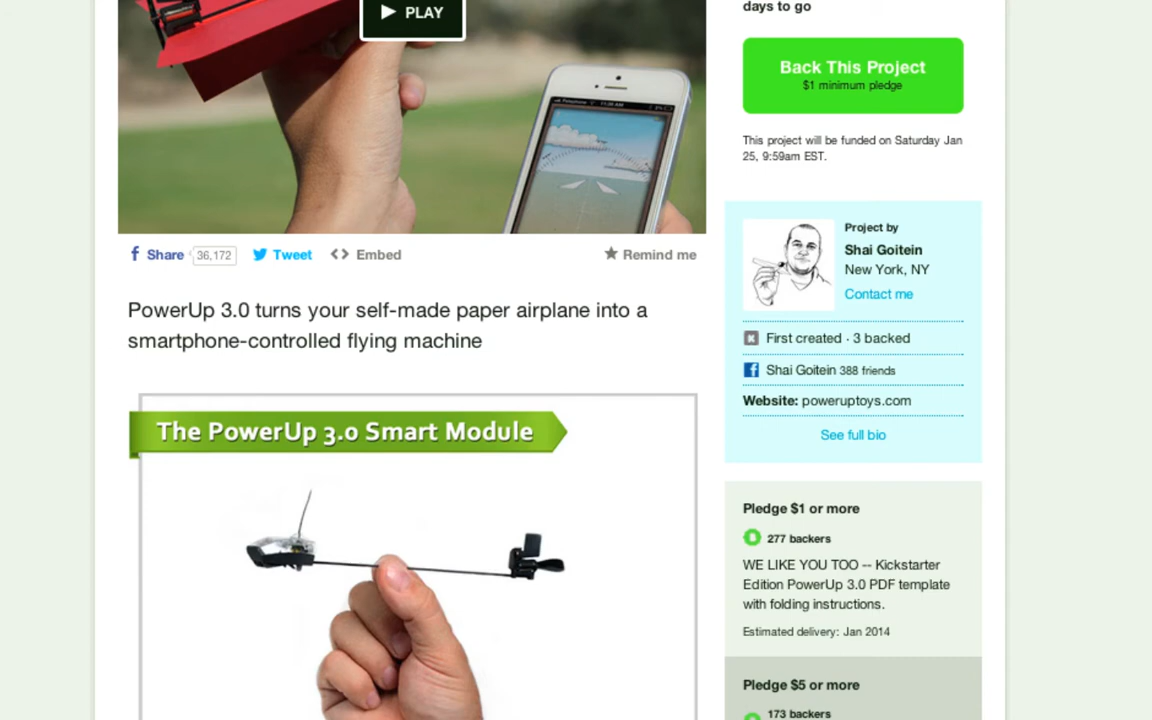 PLAY
Share
36,172
Tweet
Embed
Remind me
PowerUp 3.0 turns your self-made paper airplane into a
smartphone-controlled flying machine
The PowerUp 3.0 Smart Module
days to go
Back This Project
$1 minimum pledge
This project will be funded on Saturday Jan
25, 9:59am EST.
Project by
Shai Goitein
New York, NY
Contact me
First created · 3 backed
Shai Goitein 388 friends
Website: poweruptoys.com
See full bio
Pledge $1 or more
277 backers
WE LIKE YOU TOO -- Kickstarter
Edition PowerUp 3.0 PDF template
with folding instructions.
Estimated delivery: Jan 2014
Pledge $5 or more
173 backers